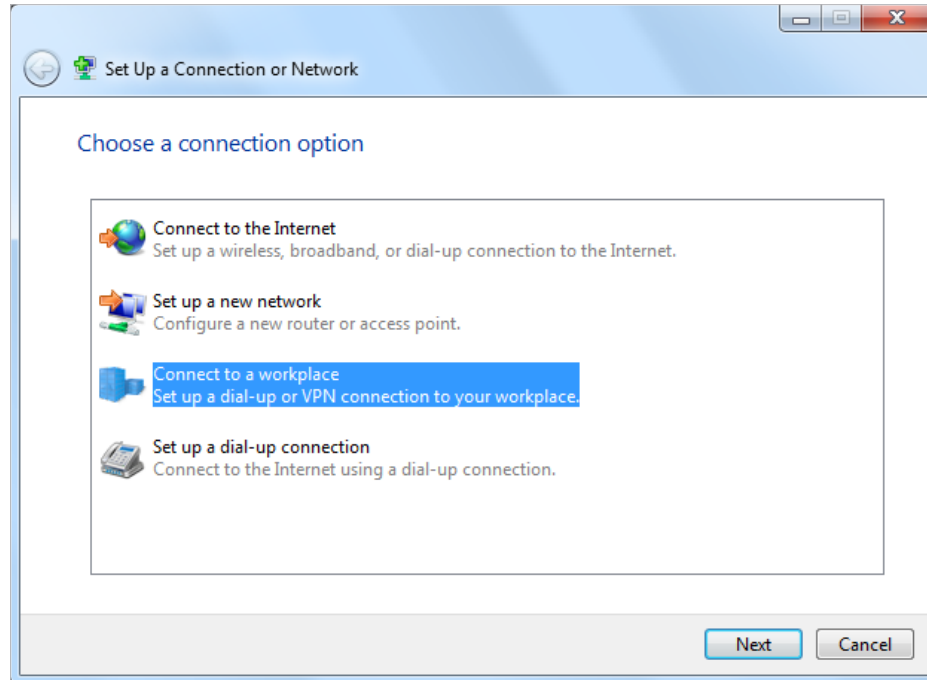 Set Up a Connection or Network
Choose a connection option
Connect to the Internet
Set up a wireless, broadband, or dial-up connection to the Internet.
Set up a new network
Configure a new router or access point.
Connect to a workplace
Set up a dial-up or VPN connection to your workplace.
Set up a dial-up connection
Connect to the Internet using a dial-up connection.
Next Cancel